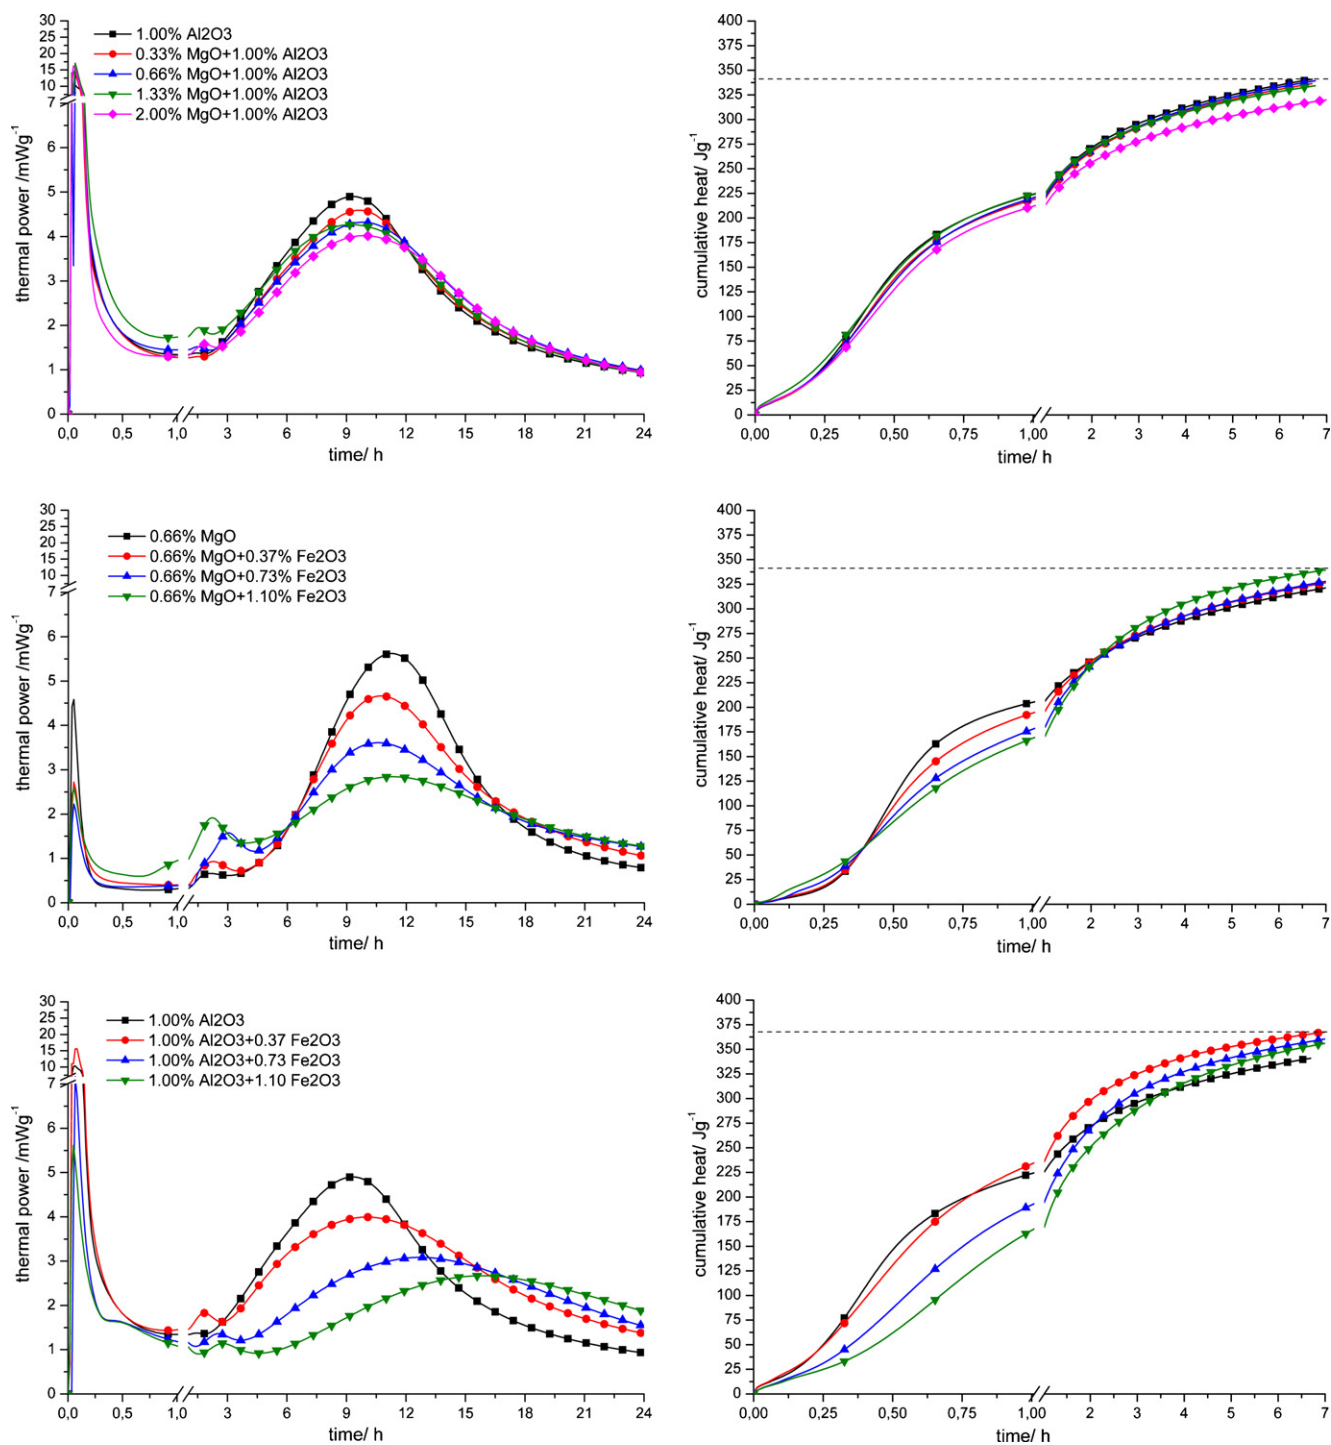 30
25
20
15
10
7
6
5
4
3
2
1
0
thermal power /mWg-1
1.00% Al2O3
0.33% MgO+1.00% Al2O3
0.66% MgO+1.00% Al2O3
1.33% MgO+1.00% Al2O3
2.00% MgO+1.00% Al2O3
0,0 0,5 1,0 3 6 9 12 15 18 21 24
time/ h
400
375
350
325
300
275
250
225
200
175
150
125
100
75
50
25
0
cumulative heat/ Jg-1
0,00 0,25 0,50 0,75 1,00 2 3 4 5 6 7
time/ h
30
25
20
15
10
7
6
5
4
3
2
1
0
thermal power /mWg-1
0.66% MgO
0.66% MgO+0.37% Fe2O3
0.66% MgO+0.73% Fe2O3
0.66% MgO+1.10% Fe2O3
0,0 0,5 1,0 3 6 9 12 15 18 21 24
time/ h
400
375
350
325
300
275
250
225
200
175
150
125
100
75
50
25
0
cumulative heat/ Jg-1
0,00 0,25 0,50 0,75 1,00 2 3 4 5 6 7
time/ h
30
25
20
15
10
7
6
5
4
3
2
1
0
thermal power /mWg-1
1.00% Al2O3
1.00% Al2O3+0.37 Fe2O3
1.00% Al2O3+0.73 Fe2O3
1.00% Al2O3+1.10 Fe2O3
0,0 0,5 1,0 3 6 9 12 15 18 21 24
time/ h
400
375
350
325
300
275
250
225
200
175
150
125
100
75
50
25
0
cumulative heat/ Jg-1
0,00 0,25 0,50 0,75 1,00 2 3 4 5 6 7
time/ h